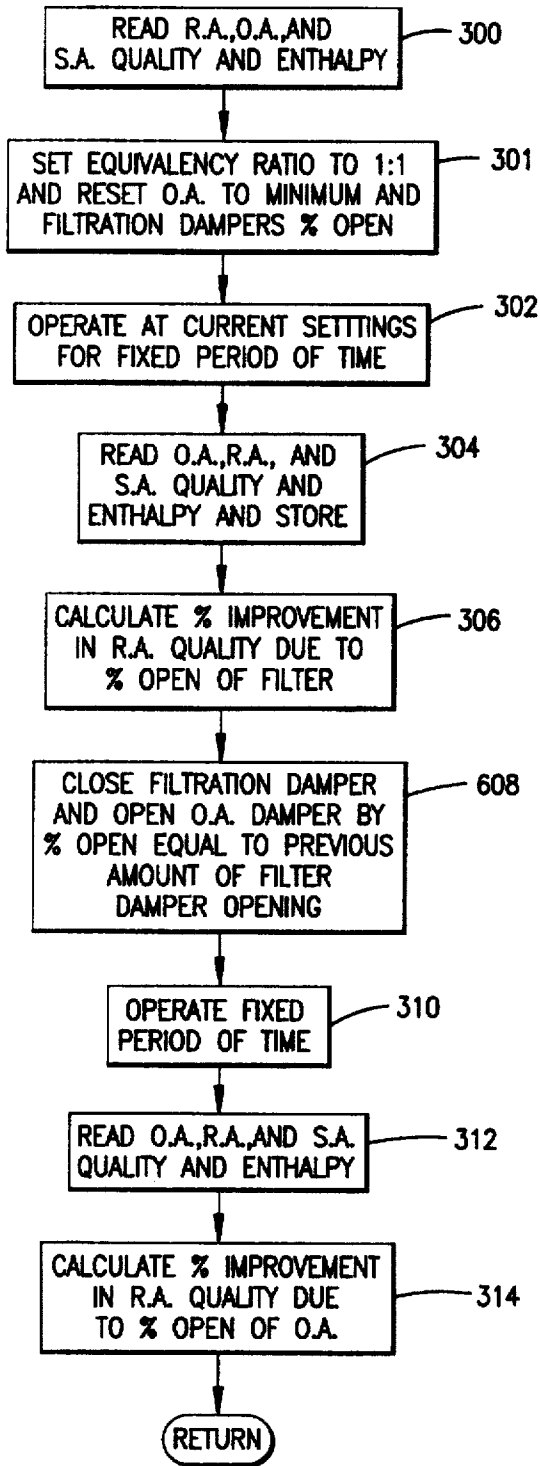 READ R.A.,O.A.,AND
S.A. QUALITY AND ENTHALPY
300
SET EQUIVALENCY RATIO TO 1:1
AND RESET O.A. TO MINIMUM AND
FILTRATION DAMPERS % OPEN
301
OPERATE AT CURRENT SETTTINGS
FOR FIXED PERIOD OF TIME
302
READ O.A.,R.A., AND
S.A. QUALITY AND
ENTHALPY AND STORE
304
CALCULATE % IMPROVEMENT
IN R.A. QUALITY DUE TO
% OPEN OF FILTER
306
CLOSE FILTRATION DAMPER
AND OPEN O.A. DAMPER BY
% OPEN EQUAL TO PREVIOUS
AMOUNT OF FILTER
DAMPER OPENING
608
OPERATE FIXED
PERIOD OF TIME
310
READ O.A.,R.A.,AND S.A.
QUALITY AND ENTHALPY
312
CALCULATE % IMPROVEMENT
IN R.A. QUALITY DUE
TO % OPEN OF O.A.
314
RETURN